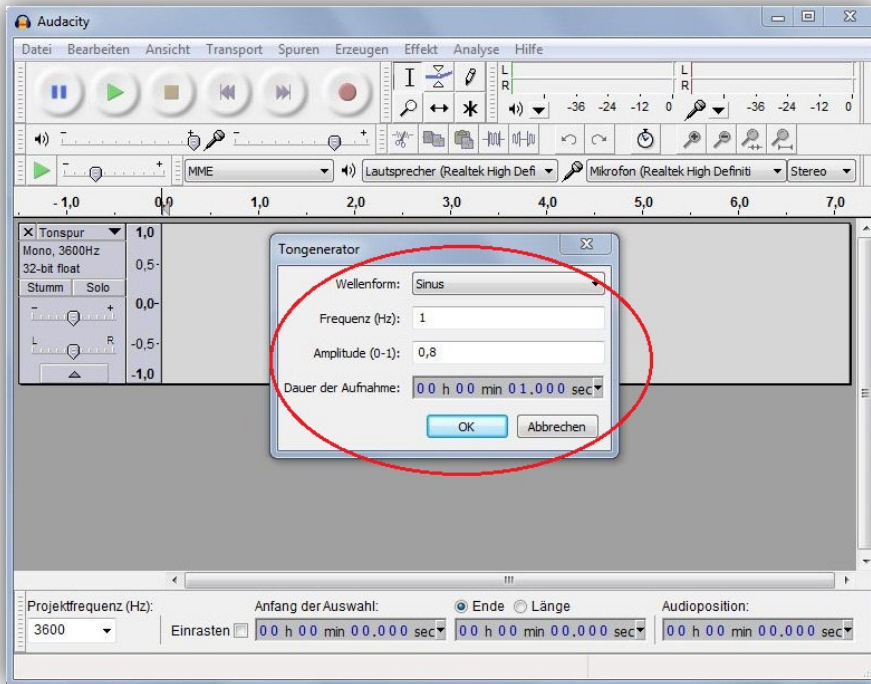 Audacity
Datei Bearbeiten Ansicht Transport Spuren Erzeugen Effekt Analyse Hilfe
L
R
L
R
-36 -24 -12 0
-36 -24 -12 0
- +
- +
- +
MME
Lautsprecher (Realtek High Defi
Mikrofon (Realtek High Definiti
Stereo
- 1,0 0,0 1,0 2,0 3,0 4,0 5,0 6,0 7,0
X Tonspur
Mono, 3600Hz
32-bit float
Stumm Solo
- +
L R
1,0
0,5-
0,0-
-0,5-
-1,0
Tongenerator
Wellenform: Sinus
Frequenz (Hz): 1
Amplitude (0-1): 0,8
Dauer der Aufnahme: 00 h 00 min 01.000 sec
OK Abbrechen
Projektfrequenz (Hz): Anfang der Auswahl: Ende Länge Audioposition:
3600 Einrasten 00 h 00 min 00.000 sec 00 h 00 min 00.000 sec 00 h 00 min 00.000 sec